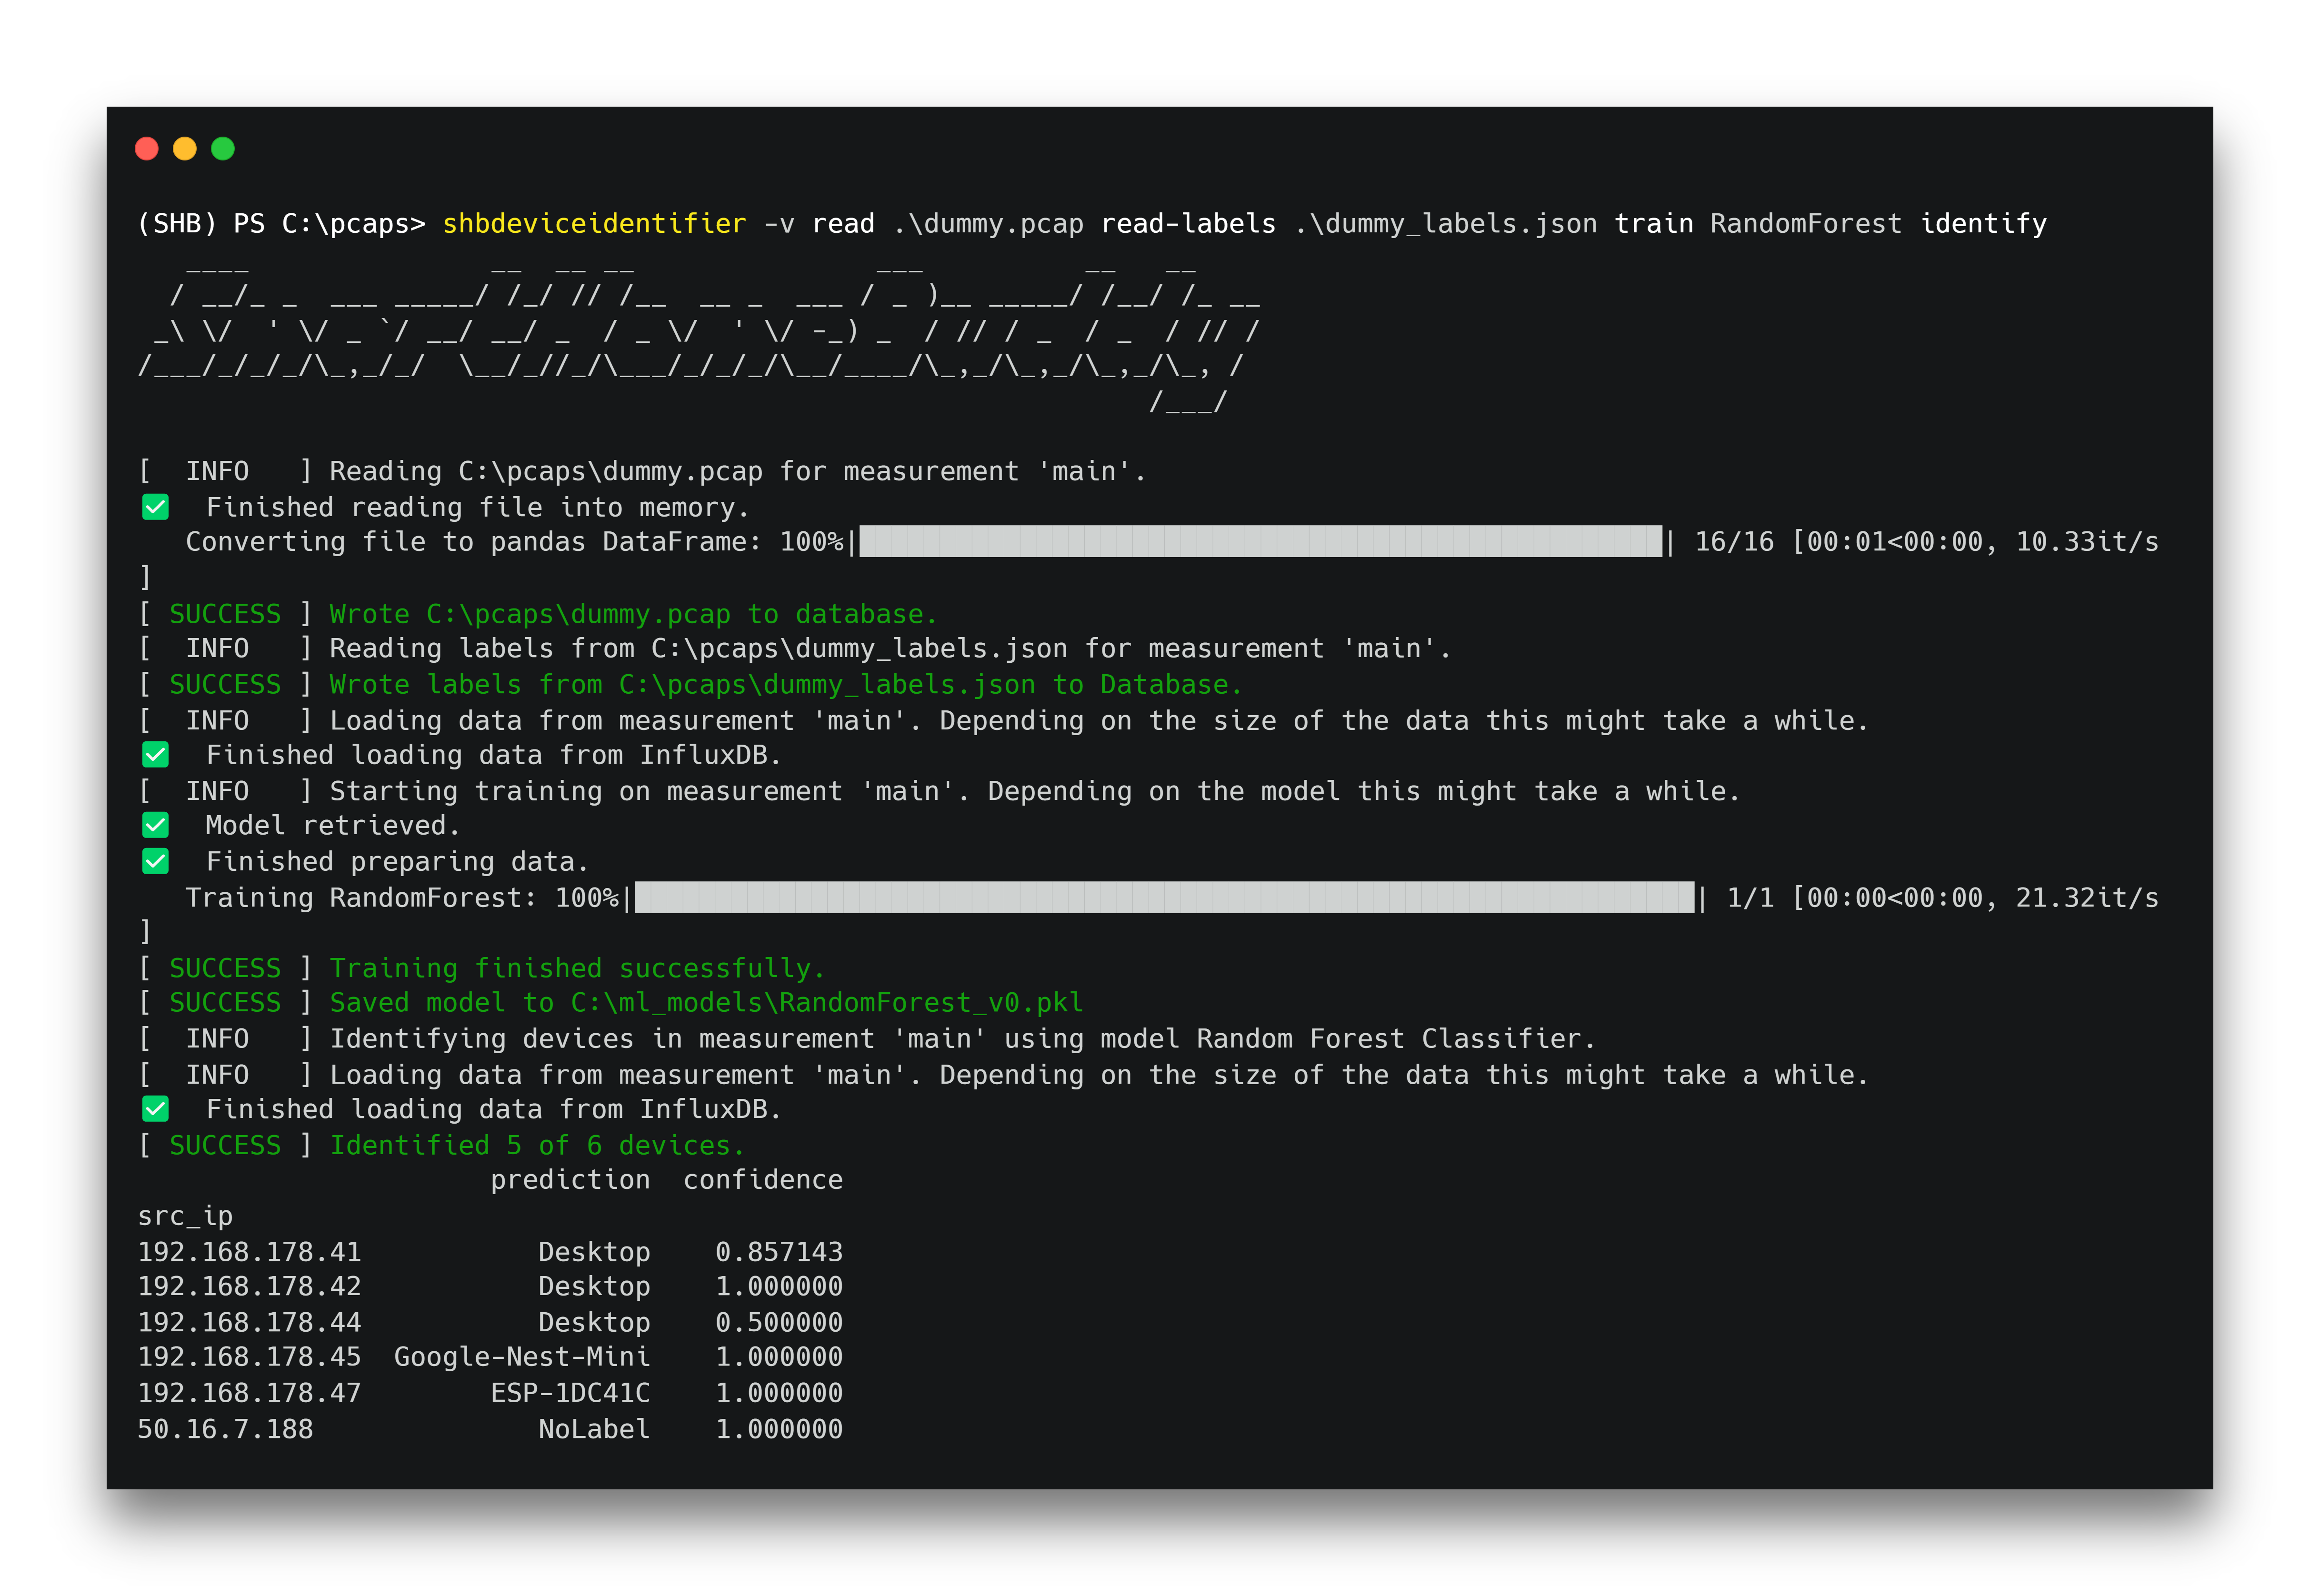 (SHB) PS C:\pcaps> shbdeviceidentifier -v read .\dummy.pcap read-labels .\dummy_labels.json train RandomForest identify
SmartHomeBuddy
[  INFO   ] Reading C:\pcaps\dummy.pcap for measurement 'main'.
✅  Finished reading file into memory.
Converting file to pandas DataFrame: 100%|██████████████████████████████████████████████████| 16/16 [00:01<00:00, 10.33it/s
]
[ SUCCESS ] Wrote C:\pcaps\dummy.pcap to database.
[  INFO   ] Reading labels from C:\pcaps\dummy_labels.json for measurement 'main'.
[ SUCCESS ] Wrote labels from C:\pcaps\dummy_labels.json to Database.
[  INFO   ] Loading data from measurement 'main'. Depending on the size of the data this might take a while.
✅  Finished loading data from InfluxDB.
[  INFO   ] Starting training on measurement 'main'. Depending on the model this might take a while.
✅  Model retrieved.
✅  Finished preparing data.
Training RandomForest: 100%|██████████████████████████████████████████████████████████████████| 1/1 [00:00<00:00, 21.32it/s
]
[ SUCCESS ] Training finished successfully.
[ SUCCESS ] Saved model to C:\ml_models\RandomForest_v0.pkl
[  INFO   ] Identifying devices in measurement 'main' using model Random Forest Classifier.
[  INFO   ] Loading data from measurement 'main'. Depending on the size of the data this might take a while.
✅  Finished loading data from InfluxDB.
[ SUCCESS ] Identified 5 of 6 devices.
prediction  confidence
src_ip
192.168.178.41           Desktop    0.857143
192.168.178.42           Desktop    1.000000
192.168.178.44           Desktop    0.500000
192.168.178.45  Google-Nest-Mini    1.000000
192.168.178.47        ESP-1DC41C    1.000000
50.16.7.188              NoLabel    1.000000